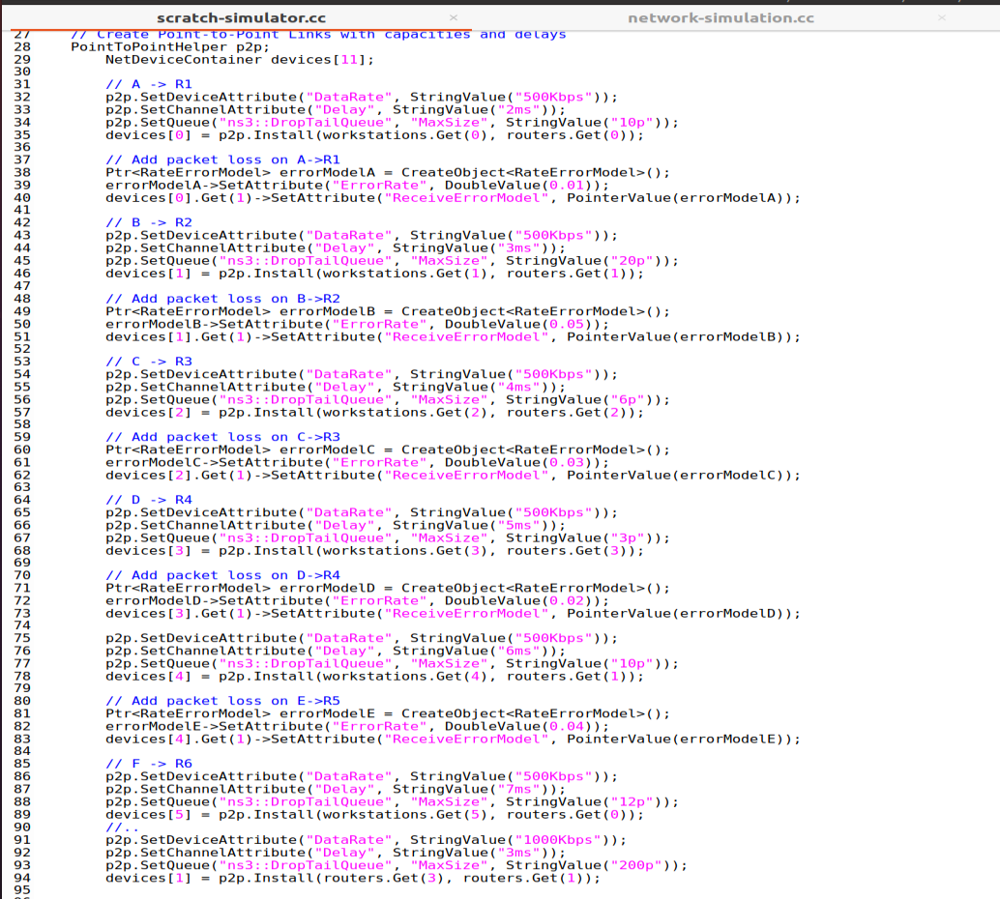 scratch-simulator.cc × network-simulation.cc ×
27 // Create Point-to-Point Links with capacities and delays
28 PointToPointHelper p2p;
29 NetDeviceContainer devices[11];
30
31 // A -> R1
32 p2p.SetDeviceAttribute("DataRate", StringValue("500Kbps"));
33 p2p.SetChannelAttribute("Delay", StringValue("2ms"));
34 p2p.SetQueue("ns3::DropTailQueue", "MaxSize", StringValue("10p"));
35 devices[0] = p2p.Install(workstations.Get(0), routers.Get(0));
36
37 // Add packet loss on A->R1
38 Ptr<RateErrorModel> errorModelA = CreateObject<RateErrorModel>();
39 errorModelA->SetAttribute("ErrorRate", DoubleValue(0.01));
40 devices[0].Get(1)->SetAttribute("ReceiveErrorModel", PointerValue(errorModelA));
41
42 // B -> R2
43 p2p.SetDeviceAttribute("DataRate", StringValue("500Kbps"));
44 p2p.SetChannelAttribute("Delay", StringValue("3ms"));
45 p2p.SetQueue("ns3::DropTailQueue", "MaxSize", StringValue("20p"));
46 devices[1] = p2p.Install(workstations.Get(1), routers.Get(1));
47
48 // Add packet loss on B->R2
49 Ptr<RateErrorModel> errorModelB = CreateObject<RateErrorModel>();
50 errorModelB->SetAttribute("ErrorRate", DoubleValue(0.05));
51 devices[1].Get(1)->SetAttribute("ReceiveErrorModel", PointerValue(errorModelB));
52
53 // C -> R3
54 p2p.SetDeviceAttribute("DataRate", StringValue("500Kbps"));
55 p2p.SetChannelAttribute("Delay", StringValue("4ms"));
56 p2p.SetQueue("ns3::DropTailQueue", "MaxSize", StringValue("6p"));
57 devices[2] = p2p.Install(workstations.Get(2), routers.Get(2));
58
59 // Add packet loss on C->R3
60 Ptr<RateErrorModel> errorModelC = CreateObject<RateErrorModel>();
61 errorModelC->SetAttribute("ErrorRate", DoubleValue(0.03));
62 devices[2].Get(1)->SetAttribute("ReceiveErrorModel", PointerValue(errorModelC));
63
64 // D -> R4
65 p2p.SetDeviceAttribute("DataRate", StringValue("500Kbps"));
66 p2p.SetChannelAttribute("Delay", StringValue("5ms"));
67 p2p.SetQueue("ns3::DropTailQueue", "MaxSize", StringValue("3p"));
68 devices[3] = p2p.Install(workstations.Get(3), routers.Get(3));
69
70 // Add packet loss on D->R4
71 Ptr<RateErrorModel> errorModelD = CreateObject<RateErrorModel>();
72 errorModelD->SetAttribute("ErrorRate", DoubleValue(0.02));
73 devices[3].Get(1)->SetAttribute("ReceiveErrorModel", PointerValue(errorModelD));
74
75 p2p.SetDeviceAttribute("DataRate", StringValue("500Kbps"));
76 p2p.SetChannelAttribute("Delay", StringValue("6ms"));
77 p2p.SetQueue("ns3::DropTailQueue", "MaxSize", StringValue("10p"));
78 devices[4] = p2p.Install(workstations.Get(4), routers.Get(1));
79
80 // Add packet loss on E->R5
81 Ptr<RateErrorModel> errorModelE = CreateObject<RateErrorModel>();
82 errorModelE->SetAttribute("ErrorRate", DoubleValue(0.04));
83 devices[4].Get(1)->SetAttribute("ReceiveErrorModel", PointerValue(errorModelE));
84
85 // F -> R6
86 p2p.SetDeviceAttribute("DataRate", StringValue("500Kbps"));
87 p2p.SetChannelAttribute("Delay", StringValue("7ms"));
88 p2p.SetQueue("ns3::DropTailQueue", "MaxSize", StringValue("12p"));
89 devices[5] = p2p.Install(workstations.Get(5), routers.Get(0));
90 //..
91 p2p.SetDeviceAttribute("DataRate", StringValue("1000Kbps"));
92 p2p.SetChannelAttribute("Delay", StringValue("3ms"));
93 p2p.SetQueue("ns3::DropTailQueue", "MaxSize", StringValue("200p"));
94 devices[1] = p2p.Install(routers.Get(3), routers.Get(1));
95